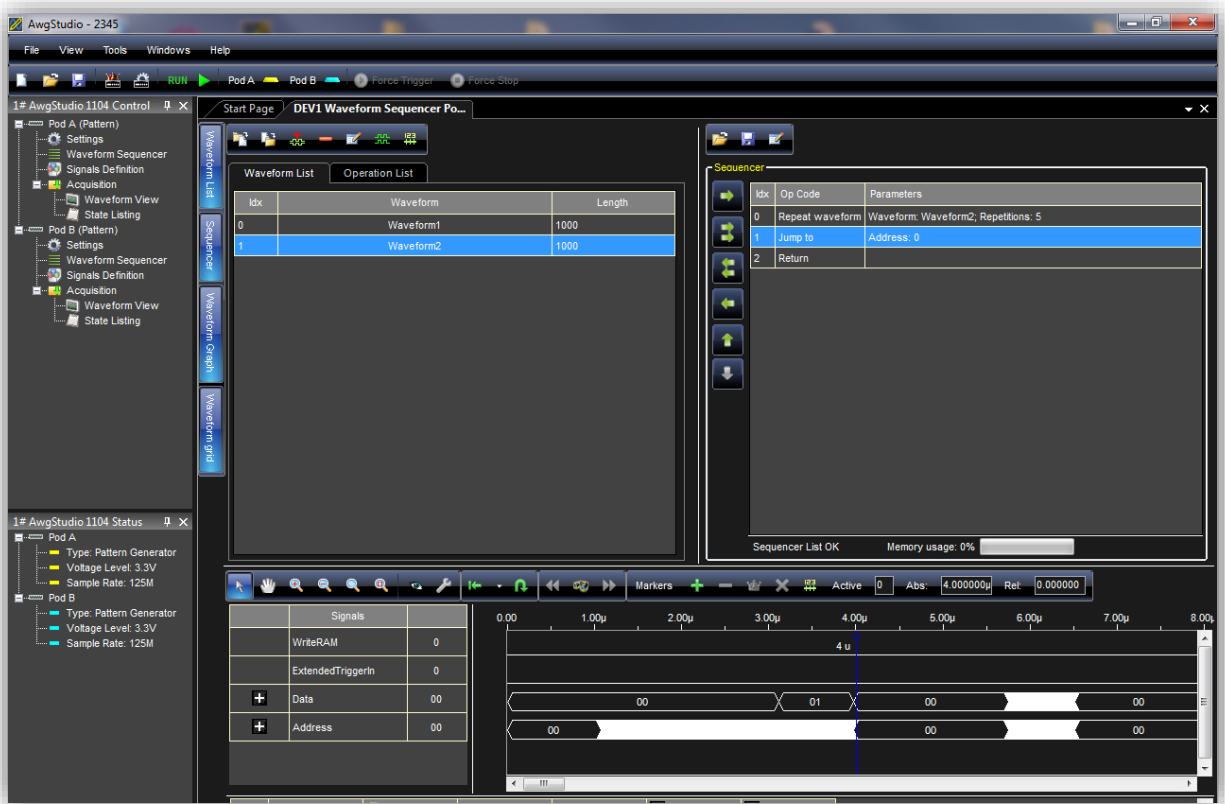 AwgStudio - 2345
File View Tools Windows Help
RUN Pod A Pod B Force Trigger Force Stop
1# AwgStudio 1104 Control
Pod A (Pattern)
Settings
Waveform Sequencer
Signals Definition
Acquisition
Waveform View
State Listing
Pod B (Pattern)
Settings
Waveform Sequencer
Signals Definition
Acquisition
Waveform View
State Listing
1# AwgStudio 1104 Status
Pod A
Type: Pattern Generator
Voltage Level: 3.3V
Sample Rate: 125M
Pod B
Type: Pattern Generator
Voltage Level: 3.3V
Sample Rate: 125M
Start Page DEV1 Waveform Sequencer Po...
Waveform List
Sequencer
Waveform Graph
Waveform grid
Waveform List Operation List
Idx Waveform Length
0 Waveform1 1000
1 Waveform2 1000
Sequencer
Idx Op Code Parameters
0 Repeat waveform Waveform: Waveform2; Repetitions: 5
1 Jump to Address: 0
2 Return
Sequencer List OK Memory usage: 0%
Markers Active 0 Abs: 4.000000µ Rel: 0.000000
Signals 0.00 1.00µ 2.00µ 3.00µ 4.00µ 5.00µ 6.00µ 7.00µ 8.00µ
WriteRAM 0 4 u
ExtendedTriggerIn 0
Data 00 00 01 00 00
Address 00 00 00 00